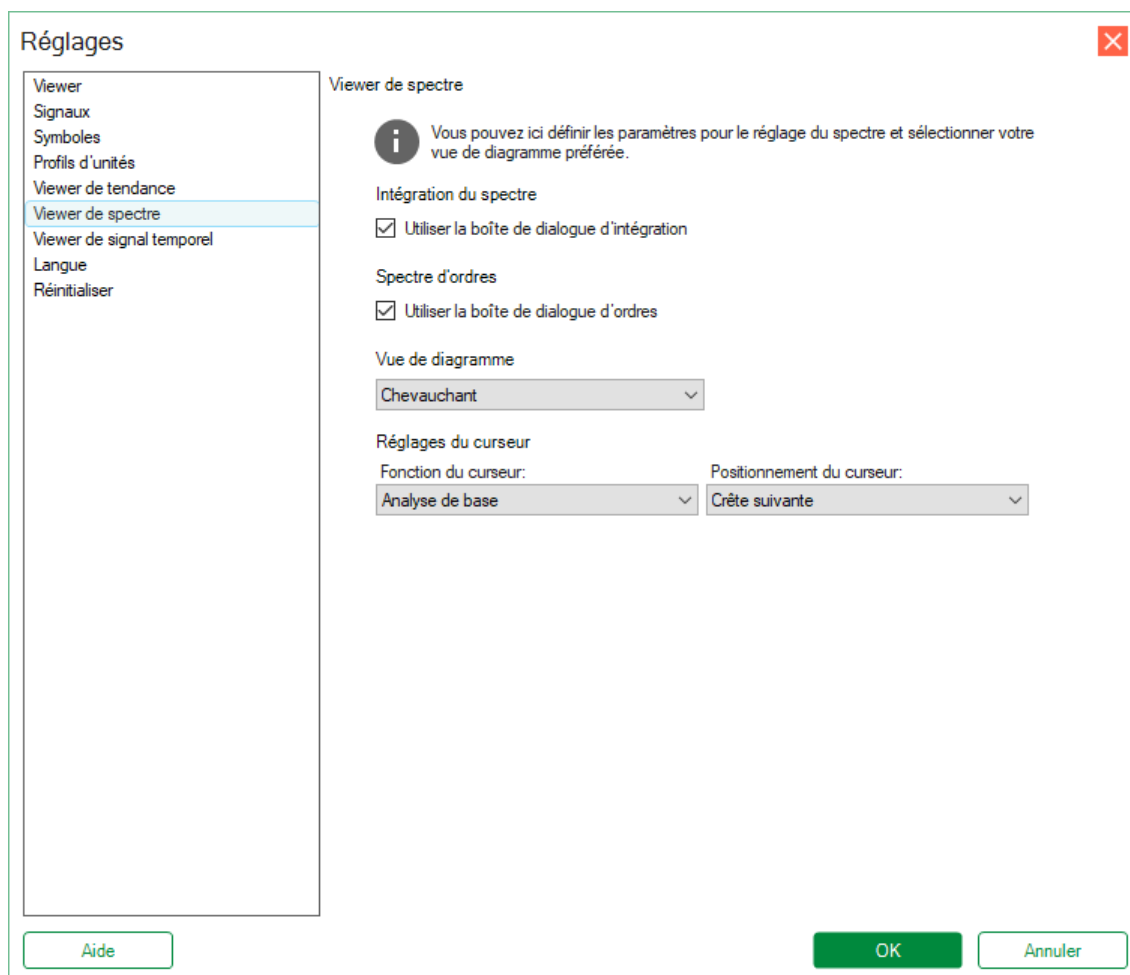 Réglages
Viewer
Signaux
Symboles
Profils d'unités
Viewer de tendance
Viewer de spectre
Viewer de signal temporel
Langue
Réinitialiser
Viewer de spectre
Vous pouvez ici définir les paramètres pour le réglage du spectre et sélectionner votre
vue de diagramme préférée.
Intégration du spectre
Utiliser la boîte de dialogue d'intégration
Spectre d'ordres
Utiliser la boîte de dialogue d'ordres
Vue de diagramme
Chevauchant
Réglages du curseur
Fonction du curseur: Positionnement du curseur:
Analyse de base Crête suivante
Aide OK Annuler